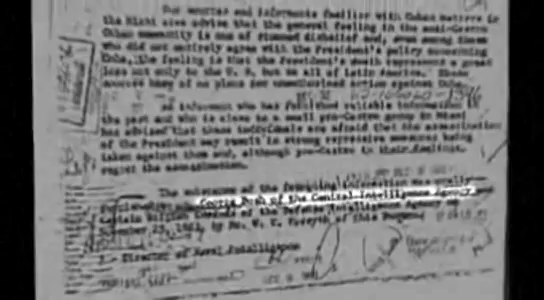 Our sources and informants familiar with Cuban matters in
the Miami area advise that the general feeling in the anti-Castro
Cuban community is one of stunned disbelief and, even among those
who did not entirely agree with the President's policy concerning
Cuba, the feeling is that the President's death represents a great
loss not only to the U. S. but to all of Latin America. These
sources know of no plans for unauthorized action against Cuba.
An informant who has furnished reliable information in
the past and who is close to a small pro-Castro group in Miami
has advised that these individuals are afraid that the assassination
of the President may result in strong repressive measures being
taken against them and, although pro-Castro in their feelings,
regret the assassination.
The substance of the foregoing information was orally
furnished to George Bush of the Central Intelligence Agency and
Captain William Edwards of the Defense Intelligence Agency on
November 23, 1963, by Mr. W. T. Forsyth of this Bureau.
1 - Director of Naval Intelligence